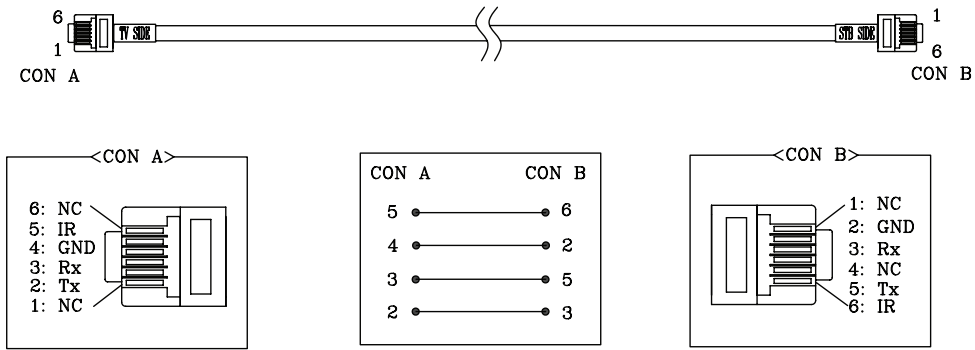 6
1
TV SIDE
STB SIDE
1
6
CON A
CON B
<CON A>
6: NC
5: IR
4: GND
3: Rx
2: Tx
1: NC
CON A CON B
5 6
4 2
3 5
2 3
<CON B>
1: NC
2: GND
3: Rx
4: NC
5: Tx
6: IR